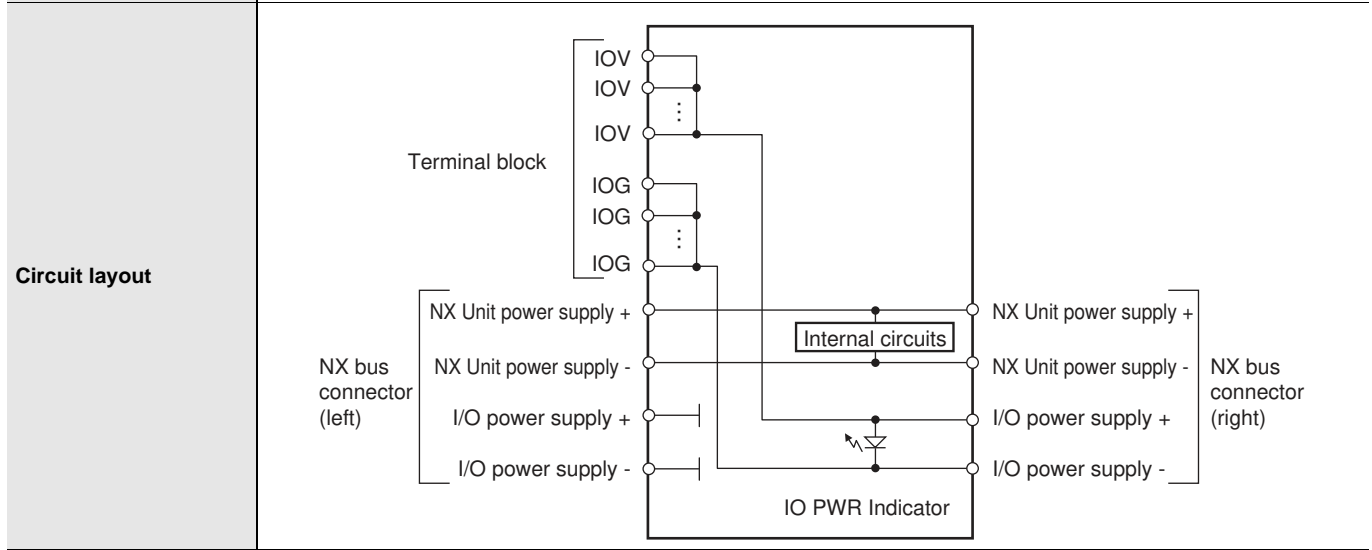 Circuit layout
Terminal block
IOV
IOV
⋮
IOV
IOG
IOG
⋮
IOG
NX bus
connector
(left)
NX Unit power supply +
NX Unit power supply -
I/O power supply +
I/O power supply -
Internal circuits
IO PWR Indicator
NX Unit power supply +
NX Unit power supply -
I/O power supply +
I/O power supply -
NX bus
connector
(right)